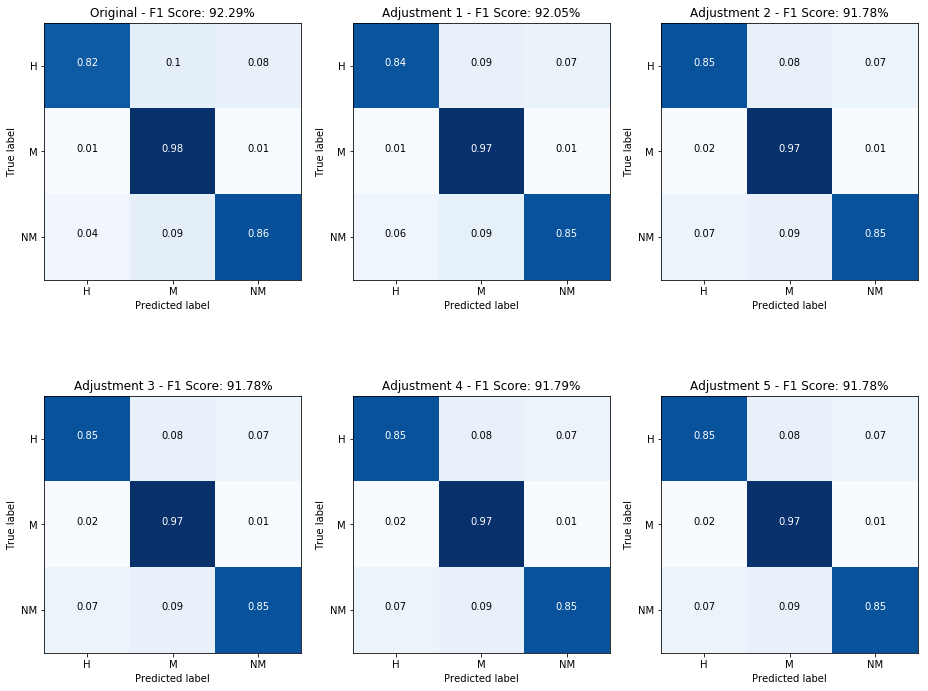 Original - F1 Score: 92.29%
Adjustment 1 - F1 Score: 92.05%
Adjustment 2 - F1 Score: 91.78%
True label
H
0.82 0.1 0.08
M
0.01 0.98 0.01
NM
0.04 0.09 0.86
H M NM
Predicted label
True label
H
0.84 0.09 0.07
M
0.01 0.97 0.01
NM
0.06 0.09 0.85
H M NM
Predicted label
True label
H
0.85 0.08 0.07
M
0.02 0.97 0.01
NM
0.07 0.09 0.85
H M NM
Predicted label
Adjustment 3 - F1 Score: 91.78%
Adjustment 4 - F1 Score: 91.79%
Adjustment 5 - F1 Score: 91.78%
True label
H
0.85 0.08 0.07
M
0.02 0.97 0.01
NM
0.07 0.09 0.85
H M NM
Predicted label
True label
H
0.85 0.08 0.07
M
0.02 0.97 0.01
NM
0.07 0.09 0.85
H M NM
Predicted label
True label
H
0.85 0.08 0.07
M
0.02 0.97 0.01
NM
0.07 0.09 0.85
H M NM
Predicted label